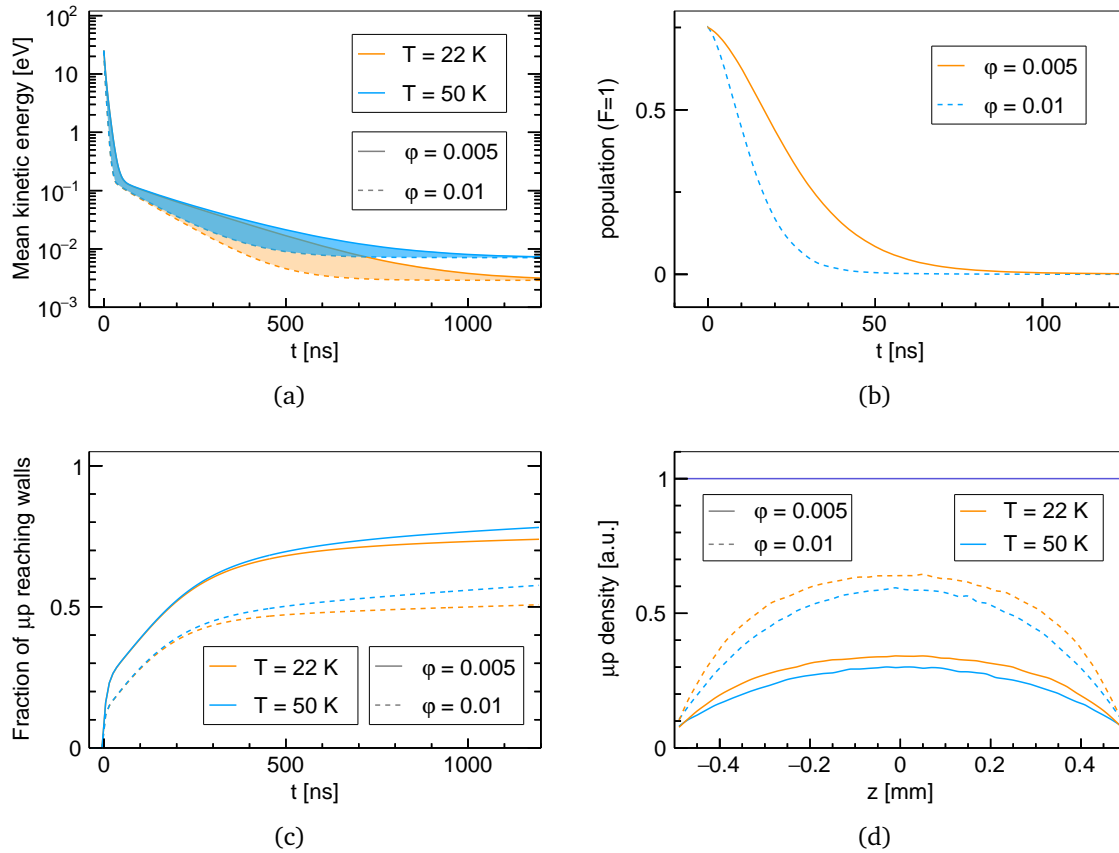 Mean kinetic energy [eV]
10²
10
1
10⁻¹
10⁻²
10⁻³
T = 22 K
T = 50 K
φ = 0.005
φ = 0.01
0 500 1000
t [ns]
(a)
population (F=1)
0.5
0
φ = 0.005
φ = 0.01
0 50 100
t [ns]
(b)
Fraction of μp reaching walls
1
0.5
0
T = 22 K
T = 50 K
φ = 0.005
φ = 0.01
0 500 1000
t [ns]
(c)
μp density [a.u.]
1
0.5
0
φ = 0.005
φ = 0.01
T = 22 K
T = 50 K
−0.4 −0.2 0 0.2 0.4
z [mm]
(d)